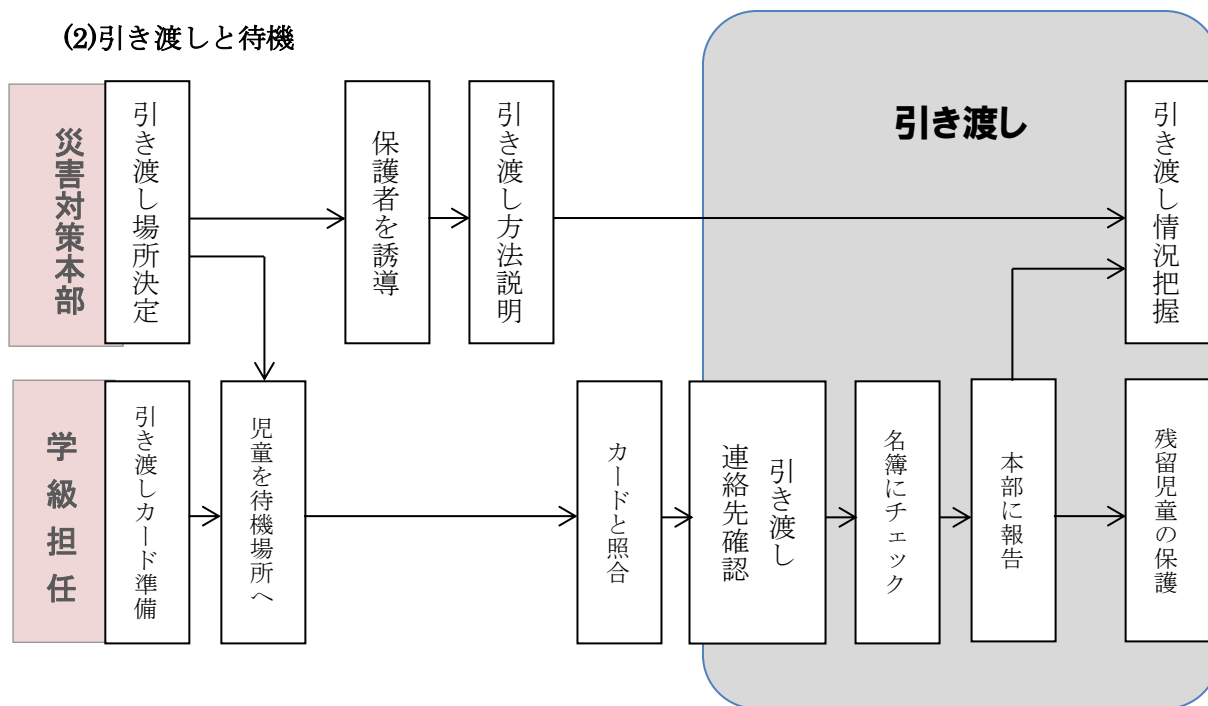 (2)引き渡しと待機
災害対策本部
引き渡し場所決定
保護者を誘導
引き渡し方法説明
引き渡し
引き渡し情況把握
学級担任
引き渡しカード準備
児童を待機場所へ
カードと照合
引き渡し
連絡先確認
名簿にチェック
本部に報告
残留児童の保護